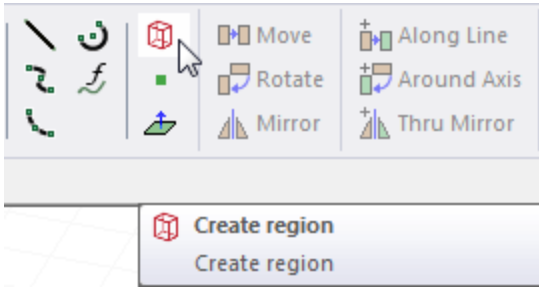 Move
Along Line
Rotate
Around Axis
Mirror
Thru Mirror
Create region
Create region